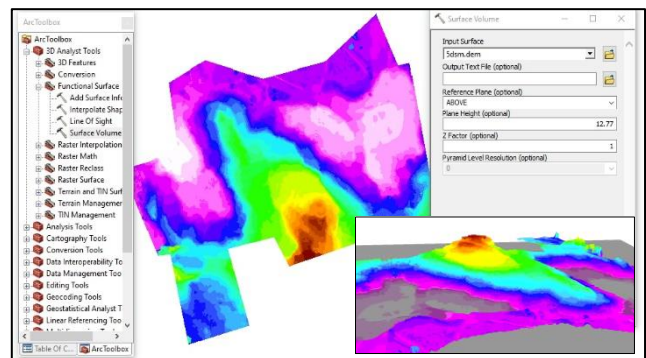 ArcToolbox
ArcToolbox
3D Analyst Tools
3D Features
Conversion
Functional Surface
Add Surface Info
Interpolate Shap
Line Of Sight
Surface Volume
Raster Interpolation
Raster Math
Raster Reclass
Raster Surface
Terrain and TIN Surf
Terrain Managemer
TIN Management
Analysis Tools
Cartography Tools
Conversion Tools
Data Interoperability T
Data Management Too
Editing Tools
Geocoding Tools
Geostatistical Analyst T
Linear Referencing Too
Table Of C...
ArcToolbox
Surface Volume
Input Surface
5dsm.dem
Output Text File (optional)
Reference Plane (optional)
ABOVE
Plane Height (optional)
12.77
Z Factor (optional)
1
Pyramid Level Resolution (optional)
0